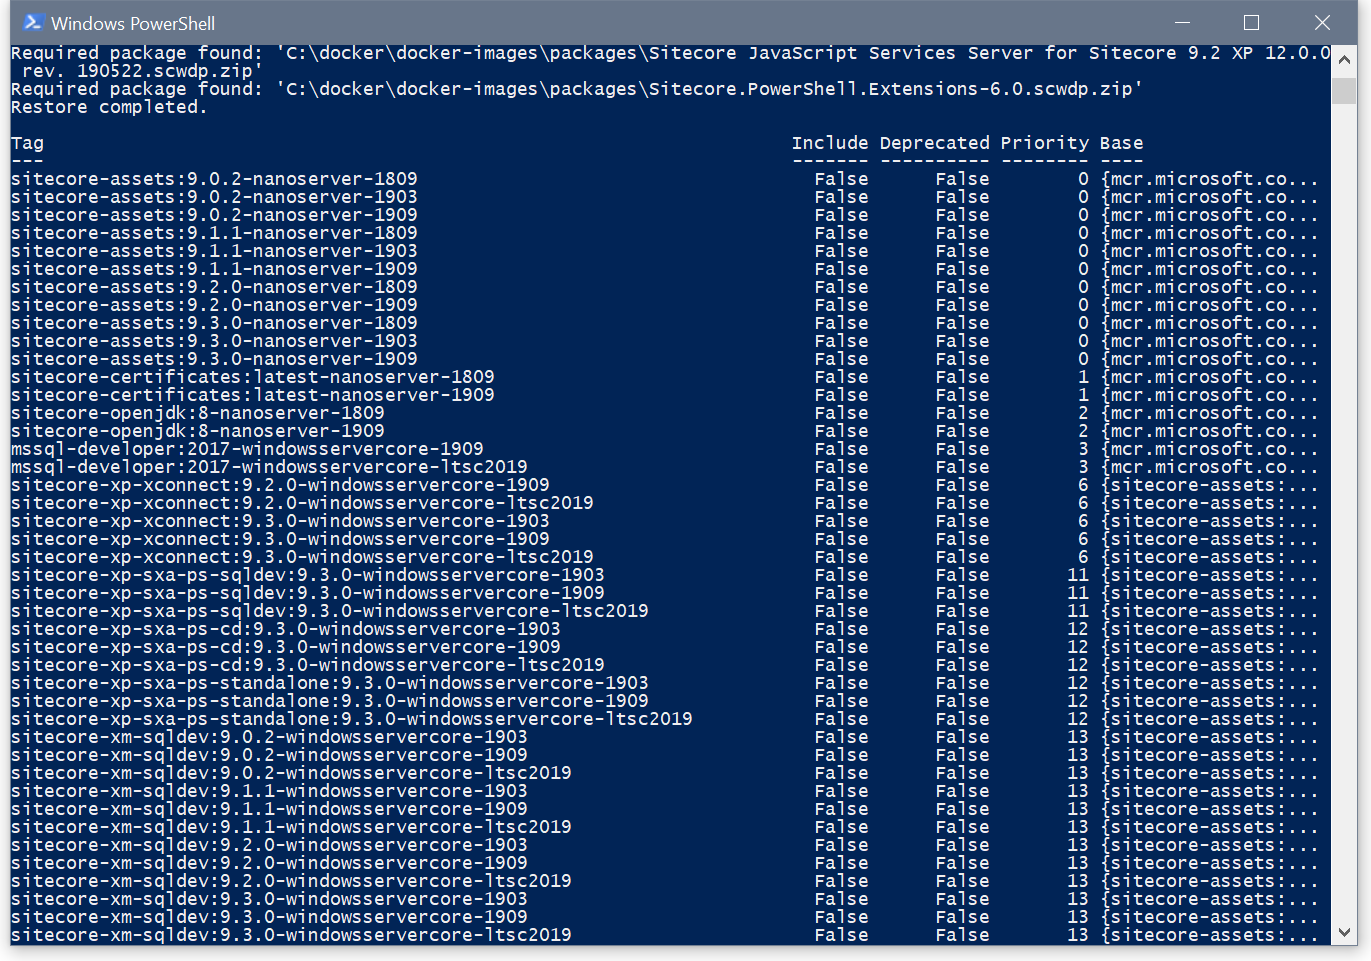 Windows PowerShell
Required package found: 'C:\docker\docker-images\packages\Sitecore JavaScript Services Server for Sitecore 9.2 XP 12.0.0
 rev. 190522.scwdp.zip'
Required package found: 'C:\docker\docker-images\packages\Sitecore.PowerShell.Extensions-6.0.scwdp.zip'
Restore completed.
Tag Include Deprecated Priority Base
--- ------- ---------- -------- ----
sitecore-assets:9.0.2-nanoserver-1809 False False 0 {mcr.microsoft.co...
sitecore-assets:9.0.2-nanoserver-1903 False False 0 {mcr.microsoft.co...
sitecore-assets:9.0.2-nanoserver-1909 False False 0 {mcr.microsoft.co...
sitecore-assets:9.1.1-nanoserver-1809 False False 0 {mcr.microsoft.co...
sitecore-assets:9.1.1-nanoserver-1903 False False 0 {mcr.microsoft.co...
sitecore-assets:9.1.1-nanoserver-1909 False False 0 {mcr.microsoft.co...
sitecore-assets:9.2.0-nanoserver-1809 False False 0 {mcr.microsoft.co...
sitecore-assets:9.2.0-nanoserver-1909 False False 0 {mcr.microsoft.co...
sitecore-assets:9.3.0-nanoserver-1809 False False 0 {mcr.microsoft.co...
sitecore-assets:9.3.0-nanoserver-1903 False False 0 {mcr.microsoft.co...
sitecore-assets:9.3.0-nanoserver-1909 False False 0 {mcr.microsoft.co...
sitecore-certificates:latest-nanoserver-1809 False False 1 {mcr.microsoft.co...
sitecore-certificates:latest-nanoserver-1909 False False 1 {mcr.microsoft.co...
sitecore-openjdk:8-nanoserver-1809 False False 2 {mcr.microsoft.co...
sitecore-openjdk:8-nanoserver-1909 False False 2 {mcr.microsoft.co...
mssql-developer:2017-windowsservercore-1909 False False 3 {mcr.microsoft.co...
mssql-developer:2017-windowsservercore-ltsc2019 False False 3 {mcr.microsoft.co...
sitecore-xp-xconnect:9.2.0-windowsservercore-1909 False False 6 {sitecore-assets:...
sitecore-xp-xconnect:9.2.0-windowsservercore-ltsc2019 False False 6 {sitecore-assets:...
sitecore-xp-xconnect:9.3.0-windowsservercore-1903 False False 6 {sitecore-assets:...
sitecore-xp-xconnect:9.3.0-windowsservercore-1909 False False 6 {sitecore-assets:...
sitecore-xp-xconnect:9.3.0-windowsservercore-ltsc2019 False False 6 {sitecore-assets:...
sitecore-xp-sxa-ps-sqldev:9.3.0-windowsservercore-1903 False False 11 {sitecore-assets:...
sitecore-xp-sxa-ps-sqldev:9.3.0-windowsservercore-1909 False False 11 {sitecore-assets:...
sitecore-xp-sxa-ps-sqldev:9.3.0-windowsservercore-ltsc2019 False False 11 {sitecore-assets:...
sitecore-xp-sxa-ps-cd:9.3.0-windowsservercore-1903 False False 12 {sitecore-assets:...
sitecore-xp-sxa-ps-cd:9.3.0-windowsservercore-1909 False False 12 {sitecore-assets:...
sitecore-xp-sxa-ps-cd:9.3.0-windowsservercore-ltsc2019 False False 12 {sitecore-assets:...
sitecore-xp-sxa-ps-standalone:9.3.0-windowsservercore-1903 False False 12 {sitecore-assets:...
sitecore-xp-sxa-ps-standalone:9.3.0-windowsservercore-1909 False False 12 {sitecore-assets:...
sitecore-xp-sxa-ps-standalone:9.3.0-windowsservercore-ltsc2019 False False 12 {sitecore-assets:...
sitecore-xm-sqldev:9.0.2-windowsservercore-1903 False False 13 {sitecore-assets:...
sitecore-xm-sqldev:9.0.2-windowsservercore-1909 False False 13 {sitecore-assets:...
sitecore-xm-sqldev:9.0.2-windowsservercore-ltsc2019 False False 13 {sitecore-assets:...
sitecore-xm-sqldev:9.1.1-windowsservercore-1903 False False 13 {sitecore-assets:...
sitecore-xm-sqldev:9.1.1-windowsservercore-1909 False False 13 {sitecore-assets:...
sitecore-xm-sqldev:9.1.1-windowsservercore-ltsc2019 False False 13 {sitecore-assets:...
sitecore-xm-sqldev:9.2.0-windowsservercore-1903 False False 13 {sitecore-assets:...
sitecore-xm-sqldev:9.2.0-windowsservercore-1909 False False 13 {sitecore-assets:...
sitecore-xm-sqldev:9.2.0-windowsservercore-ltsc2019 False False 13 {sitecore-assets:...
sitecore-xm-sqldev:9.3.0-windowsservercore-1903 False False 13 {sitecore-assets:...
sitecore-xm-sqldev:9.3.0-windowsservercore-1909 False False 13 {sitecore-assets:...
sitecore-xm-sqldev:9.3.0-windowsservercore-ltsc2019 False False 13 {sitecore-assets:...